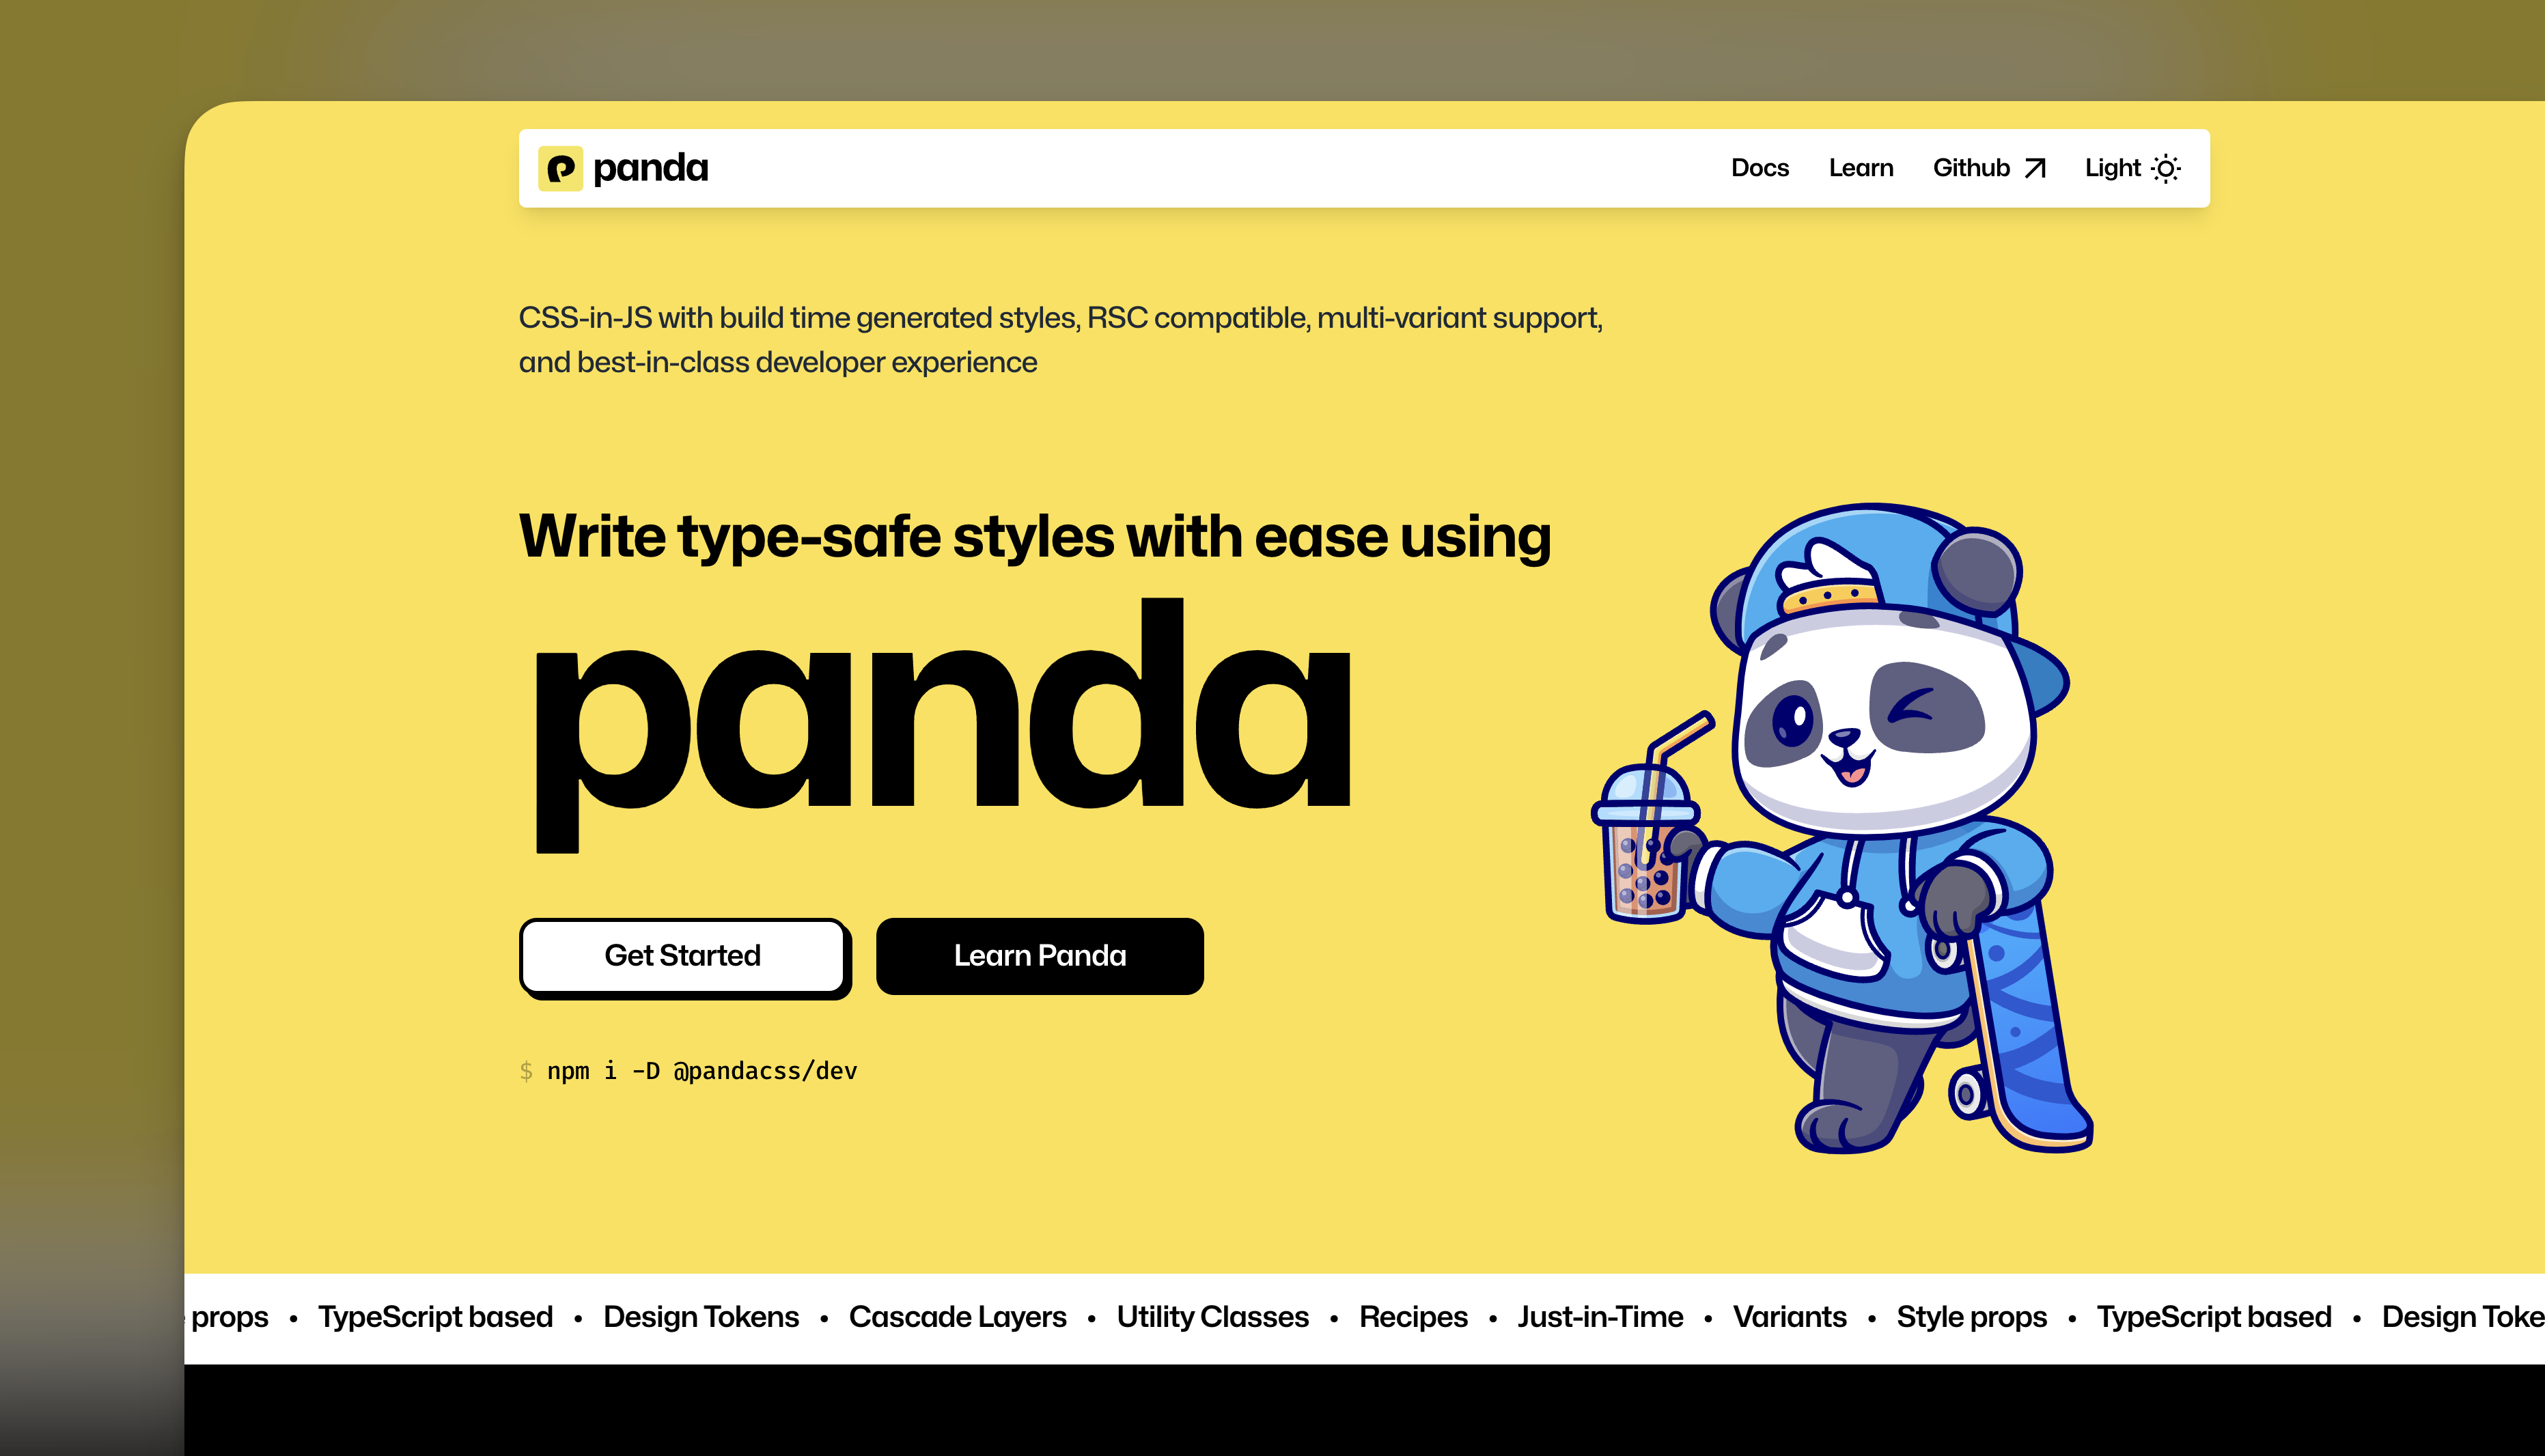 panda
Docs Learn Github Light
CSS-in-JS with build time generated styles, RSC compatible, multi-variant support,
and best-in-class developer experience
Write type-safe styles with ease using
panda
Get Started Learn Panda
$ npm i -D @pandacss/dev
props • TypeScript based • Design Tokens • Cascade Layers • Utility Classes • Recipes • Just-in-Time • Variants • Style props • TypeScript based • Design Toke